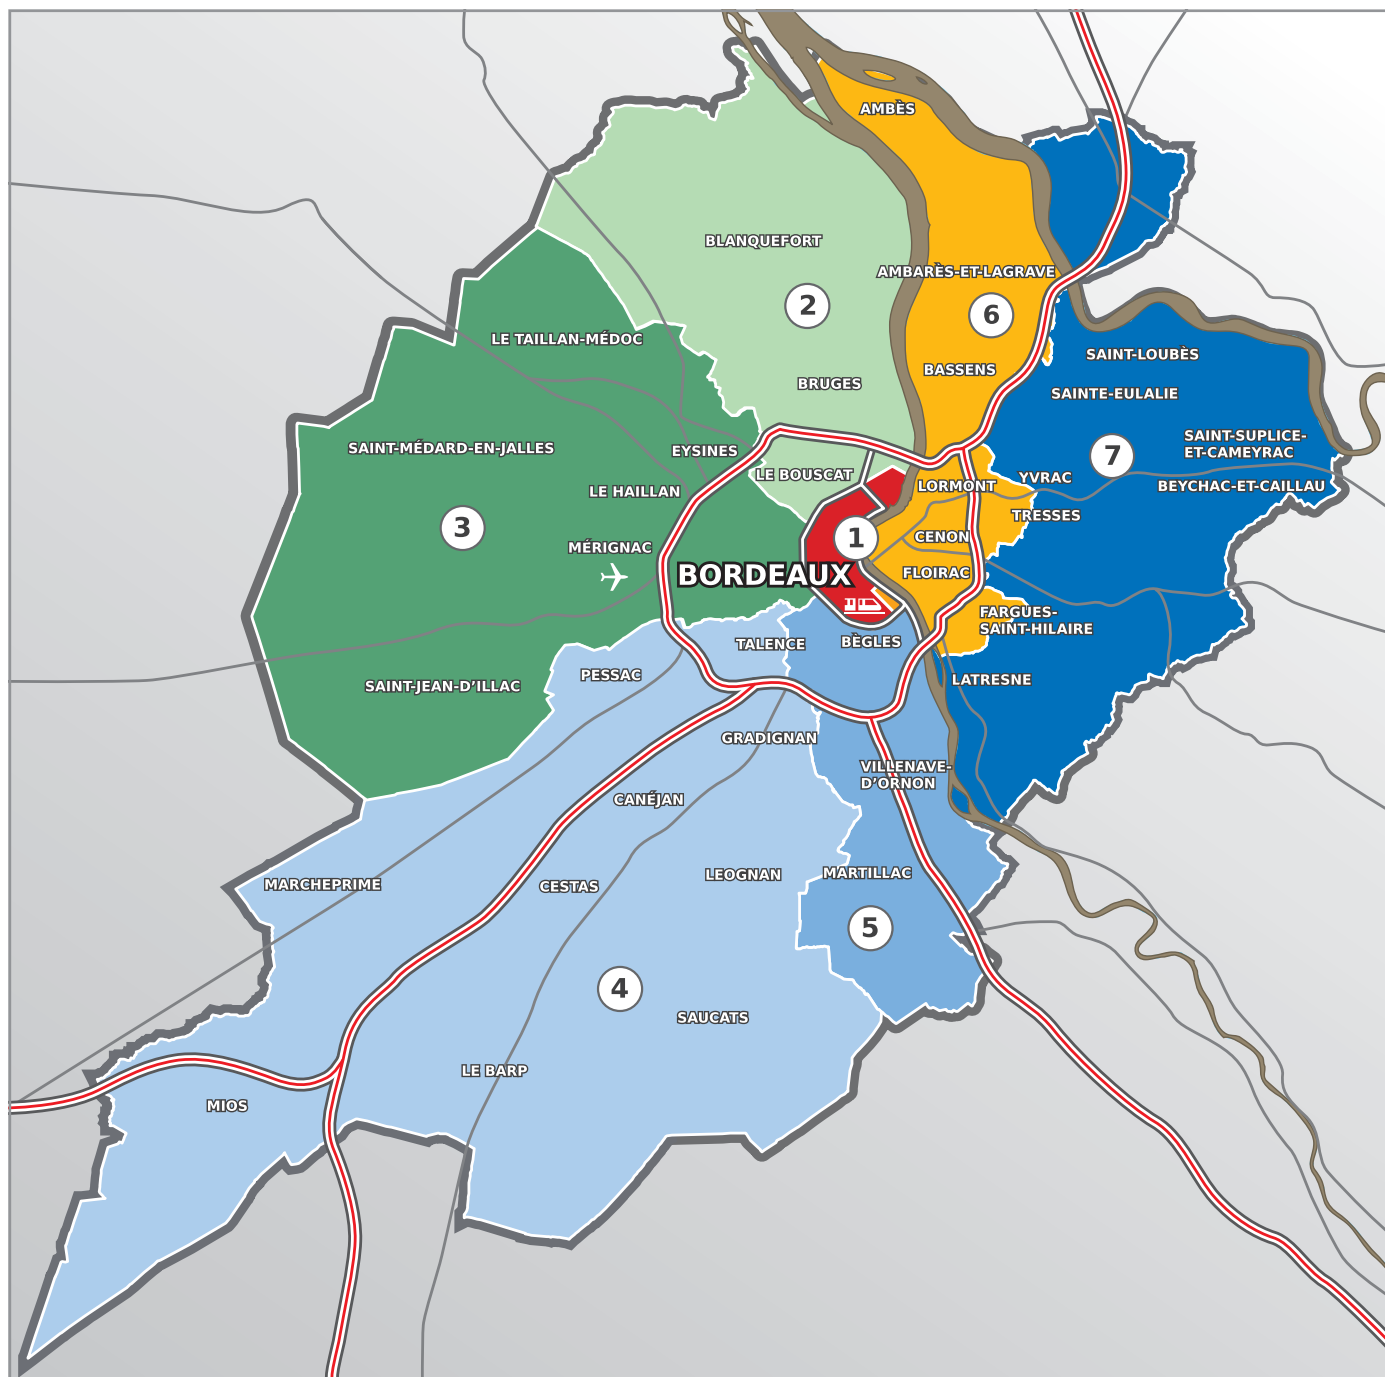 AMBÈS
BLANQUEFORT
AMBARÈS-ET-LAGRAVE
2
6
LE TAILLAN-MÉDOC
SAINT-LOUBÈS
BASSENS
BRUGES
SAINTE-EULALIE
SAINT-MÉDARD-EN-JALLES
EYSINES
7
SAINT-SUPLICE-
ET-CAMEYRAC
LE BOUSCAT
YVRAC
LORMONT
BEYCHAC-ET-CAILLAU
LE HAILLAN
TRESSES
3
1
CENON
MÉRIGNAC
BORDEAUX
FLOIRAC
FARGUES-
SAINT-HILAIRE
TALENCE
BÈGLES
PESSAC
LATRESNE
SAINT-JEAN-D’ILLAC
GRADIGNAN
VILLENAVE-
D’ORNON
CANÉJAN
MARTILLAC
LEOGNAN
MARCHEPRIME
CESTAS
5
4
SAUCATS
LE BARP
MIOS